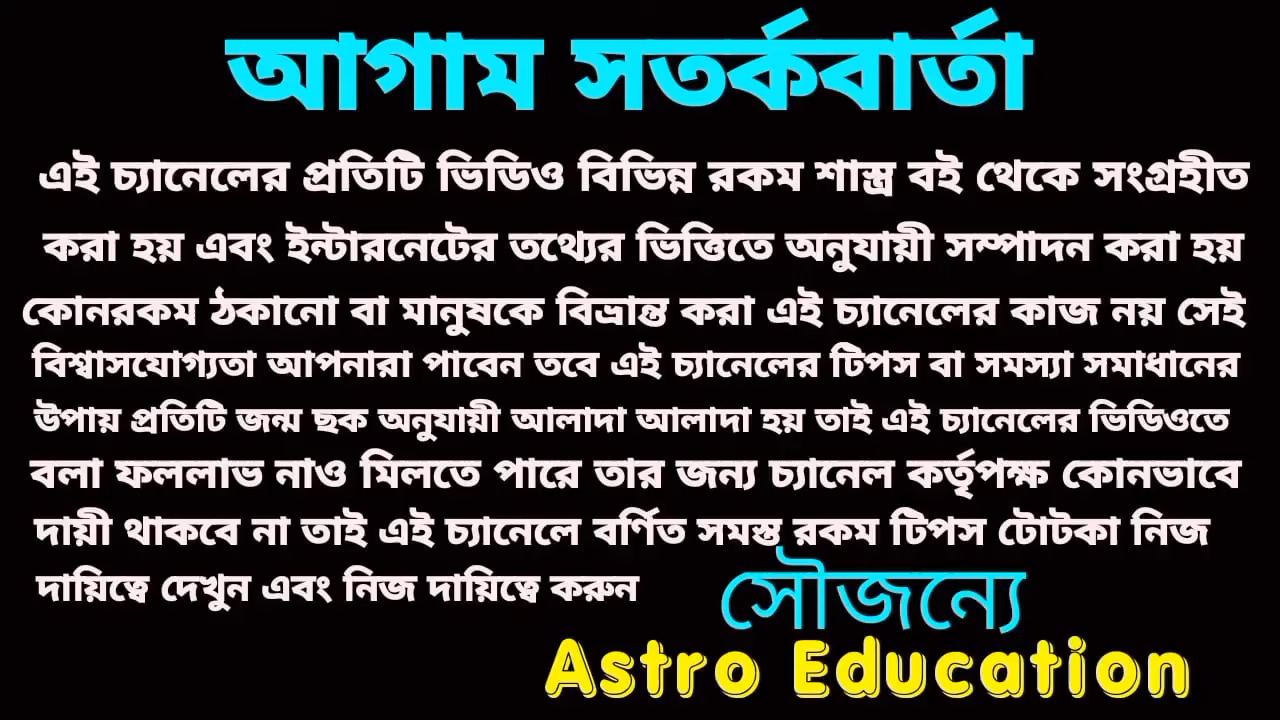 আগাম সতর্কবার্তা
এই চ্যানেলের প্রতিটি ভিডিও বিভিন্ন রকম শাস্ত্র বই থেকে সংগ্রহীত
করা হয় এবং ইন্টারনেটের তথ্যের ভিত্তিতে অনুযায়ী সম্পাদন করা হয়
কোনরকম ঠকানো বা মানুষকে বিভ্রান্ত করা এই চ্যানেলের কাজ নয় সেই
বিশ্বাসযোগ্যতা আপনারা পাবেন তবে এই চ্যানেলের টিপস বা সমস্যা সমাধানের
উপায় প্রতিটি জন্ম ছক অনুযায়ী আলাদা আলাদা হয় তাই এই চ্যানেলের ভিডিওতে
বলা ফললাভ নাও মিলতে পারে তার জন্য চ্যানেল কর্তৃপক্ষ কোনভাবে
দায়ী থাকবে না তাই এই চ্যানেলে বর্ণিত সমস্ত রকম টিপস টোটকা নিজ
দায়িত্বে দেখুন এবং নিজ দায়িত্বে করুন
সৌজন্যে
Astro Education